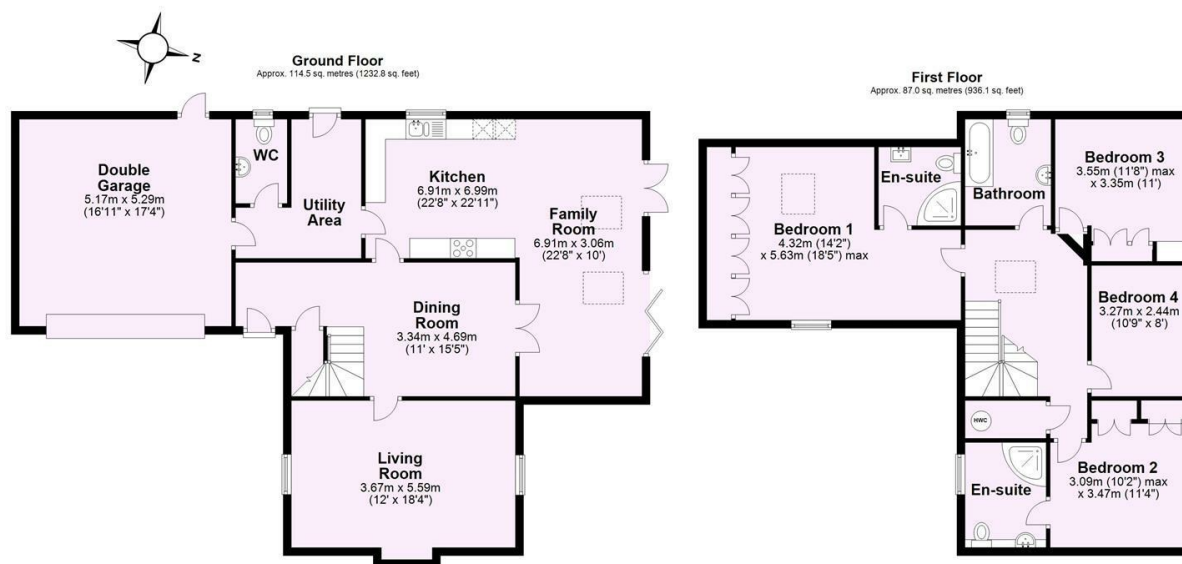 N
Ground Floor
Approx. 114.5 sq. metres (1232.8 sq. feet)
Double
Garage
5.17m x 5.29m
(16'11" x 17'4")
WC
Utility
Area
Kitchen
6.91m x 6.99m
(22'8" x 22'11")
Family
Room
6.91m x 3.06m
(22'8" x 10')
Dining
Room
3.34m x 4.69m
(11' x 15'5")
Living
Room
3.67m x 5.59m
(12' x 18'4")
First Floor
Approx. 87.0 sq. metres (936.1 sq. feet)
Bedroom 1
4.32m (14'2")
x 5.63m (18'5") max
En-suite
Bathroom
Bedroom 3
3.55m (11'8") max
x 3.35m (11')
Bedroom 4
3.27m x 2.44m
(10'9" x 8')
HWC
En-suite
Bedroom 2
3.09m (10'2") max
x 3.47m (11'4")